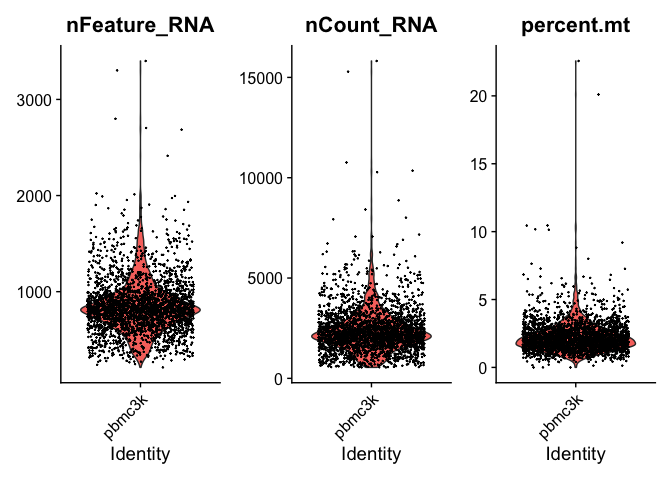 nFeature_RNA
3000
2000
1000
pbmc3k
Identity
nCount_RNA
15000
10000
5000
0
pbmc3k
Identity
percent.mt
20
15
10
5
0
pbmc3k
Identity